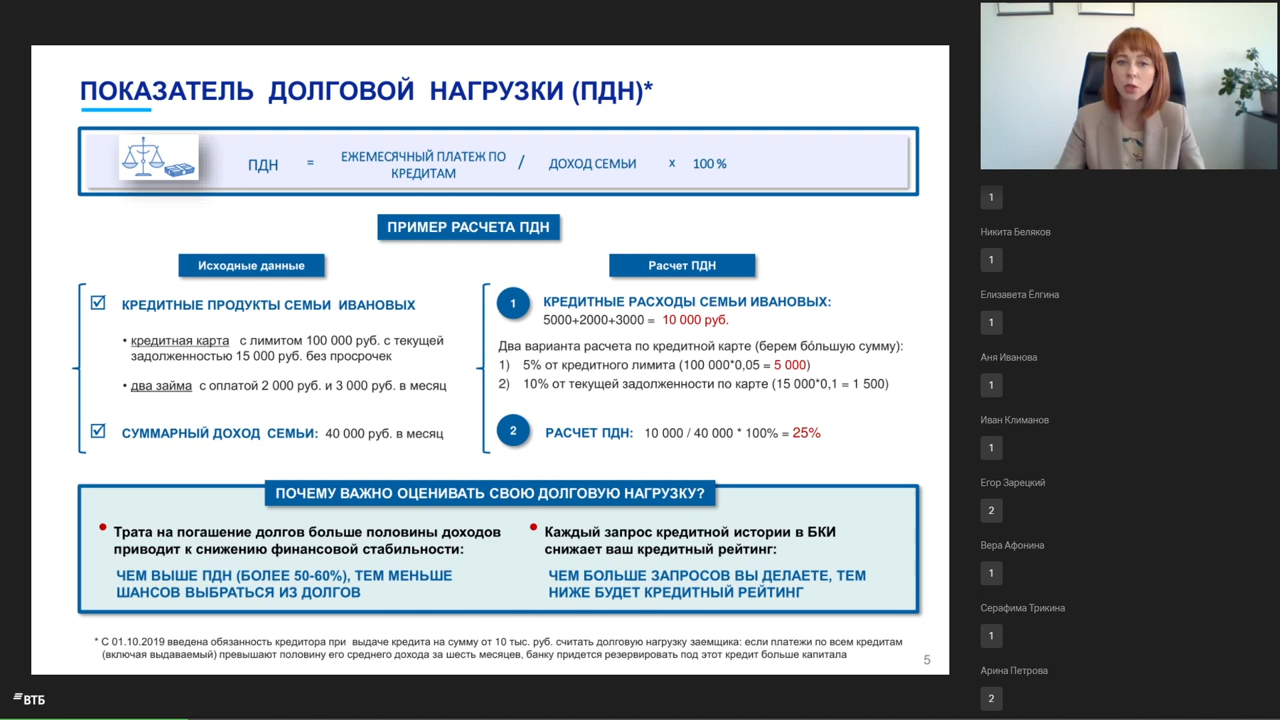 ПОКАЗАТЕЛЬ ДОЛГОВОЙ НАГРУЗКИ (ПДН)*
ПДН = ЕЖЕМЕСЯЧНЫЙ ПЛАТЕЖ ПО
КРЕДИТАМ / ДОХОД СЕМЬИ х 100 %
ПРИМЕР РАСЧЕТА ПДН
Исходные данные
КРЕДИТНЫЕ ПРОДУКТЫ СЕМЬИ ИВАНОВЫХ
• кредитная карта с лимитом 100 000 руб. с текущей
задолженностью 15 000 руб. без просрочек
• два займа с оплатой 2 000 руб. и 3 000 руб. в месяц
СУММАРНЫЙ ДОХОД СЕМЬИ: 40 000 руб. в месяц
Расчет ПДН
1 КРЕДИТНЫЕ РАСХОДЫ СЕМЬИ ИВАНОВЫХ:
5000+2000+3000 = 10 000 руб.
Два варианта расчета по кредитной карте (берем бо́льшую сумму):
1) 5% от кредитного лимита (100 000*0,05 = 5 000)
2) 10% от текущей задолженности по карте (15 000*0,1 = 1 500)
2 РАСЧЕТ ПДН: 10 000 / 40 000 * 100% = 25%
ПОЧЕМУ ВАЖНО ОЦЕНИВАТЬ СВОЮ ДОЛГОВУЮ НАГРУЗКУ?
• Трата на погашение долгов больше половины доходов
приводит к снижению финансовой стабильности:
ЧЕМ ВЫШЕ ПДН (БОЛЕЕ 50-60%), ТЕМ МЕНЬШЕ
ШАНСОВ ВЫБРАТЬСЯ ИЗ ДОЛГОВ
• Каждый запрос кредитной истории в БКИ
снижает ваш кредитный рейтинг:
ЧЕМ БОЛЬШЕ ЗАПРОСОВ ВЫ ДЕЛАЕТЕ, ТЕМ
НИЖЕ БУДЕТ КРЕДИТНЫЙ РЕЙТИНГ
* С 01.10.2019 введена обязанность кредитора при выдаче кредита на сумму от 10 тыс. руб. считать долговую нагрузку заемщика: если платежи по всем кредитам
(включая выдаваемый) превышают половину его среднего дохода за шесть месяцев, банку придется резервировать под этот кредит больше капитала
5
ВТБ
1
Никита Беляков
1
Елизавета Ёлгина
1
Аня Иванова
1
Иван Климанов
1
Егор Зарецкий
2
Вера Афонина
1
Серафима Трикина
1
Арина Петрова
2